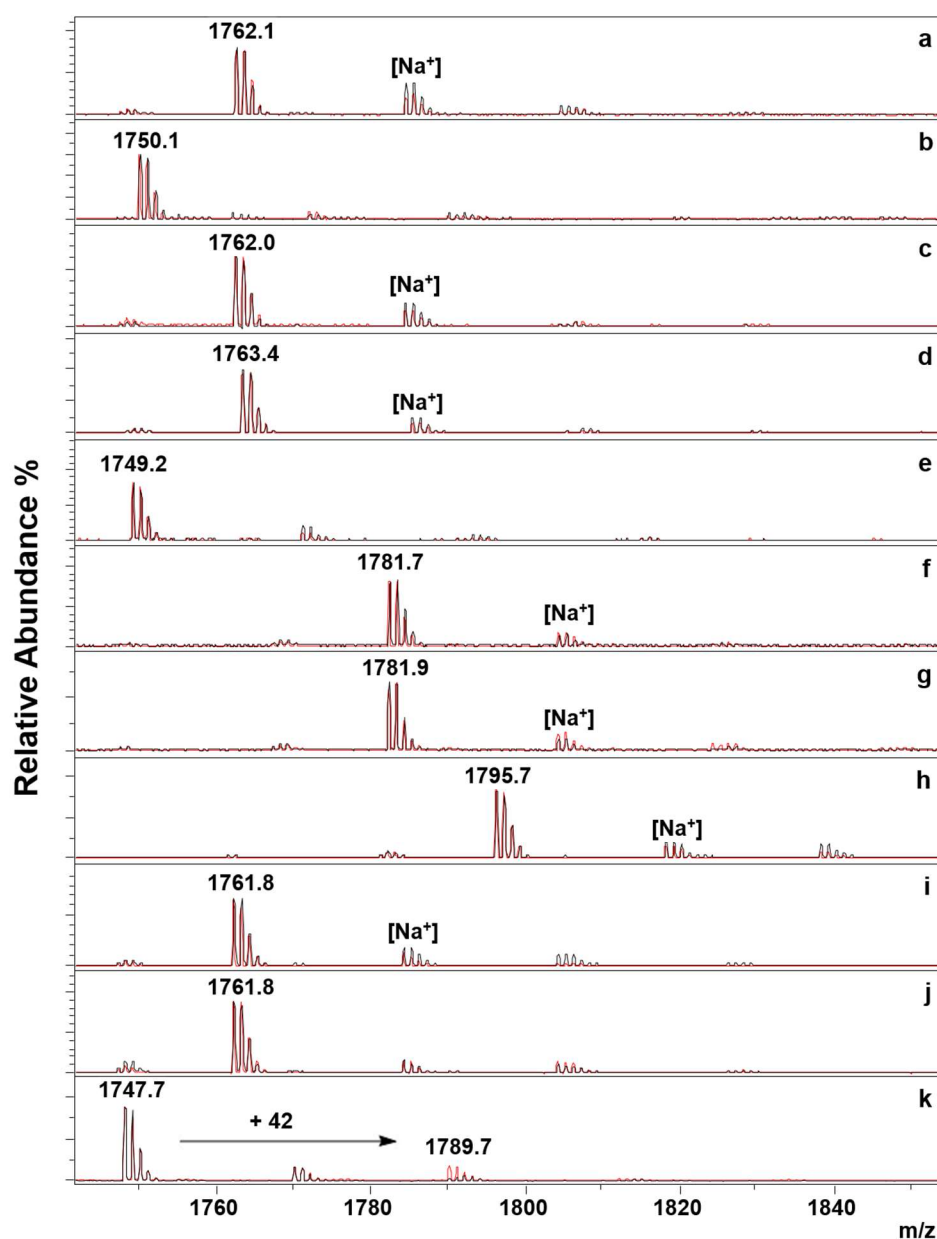 1762.1
[Na⁺]
a
1750.1
b
1762.0
[Na⁺]
c
1763.4
[Na⁺]
d
1749.2
e
1781.7
[Na⁺]
f
1781.9
[Na⁺]
g
1795.7
[Na⁺]
h
1761.8
[Na⁺]
i
1761.8
j
1747.7
+ 42
1789.7
k
Relative Abundance %
1760 1780 1800 1820 1840
m/z